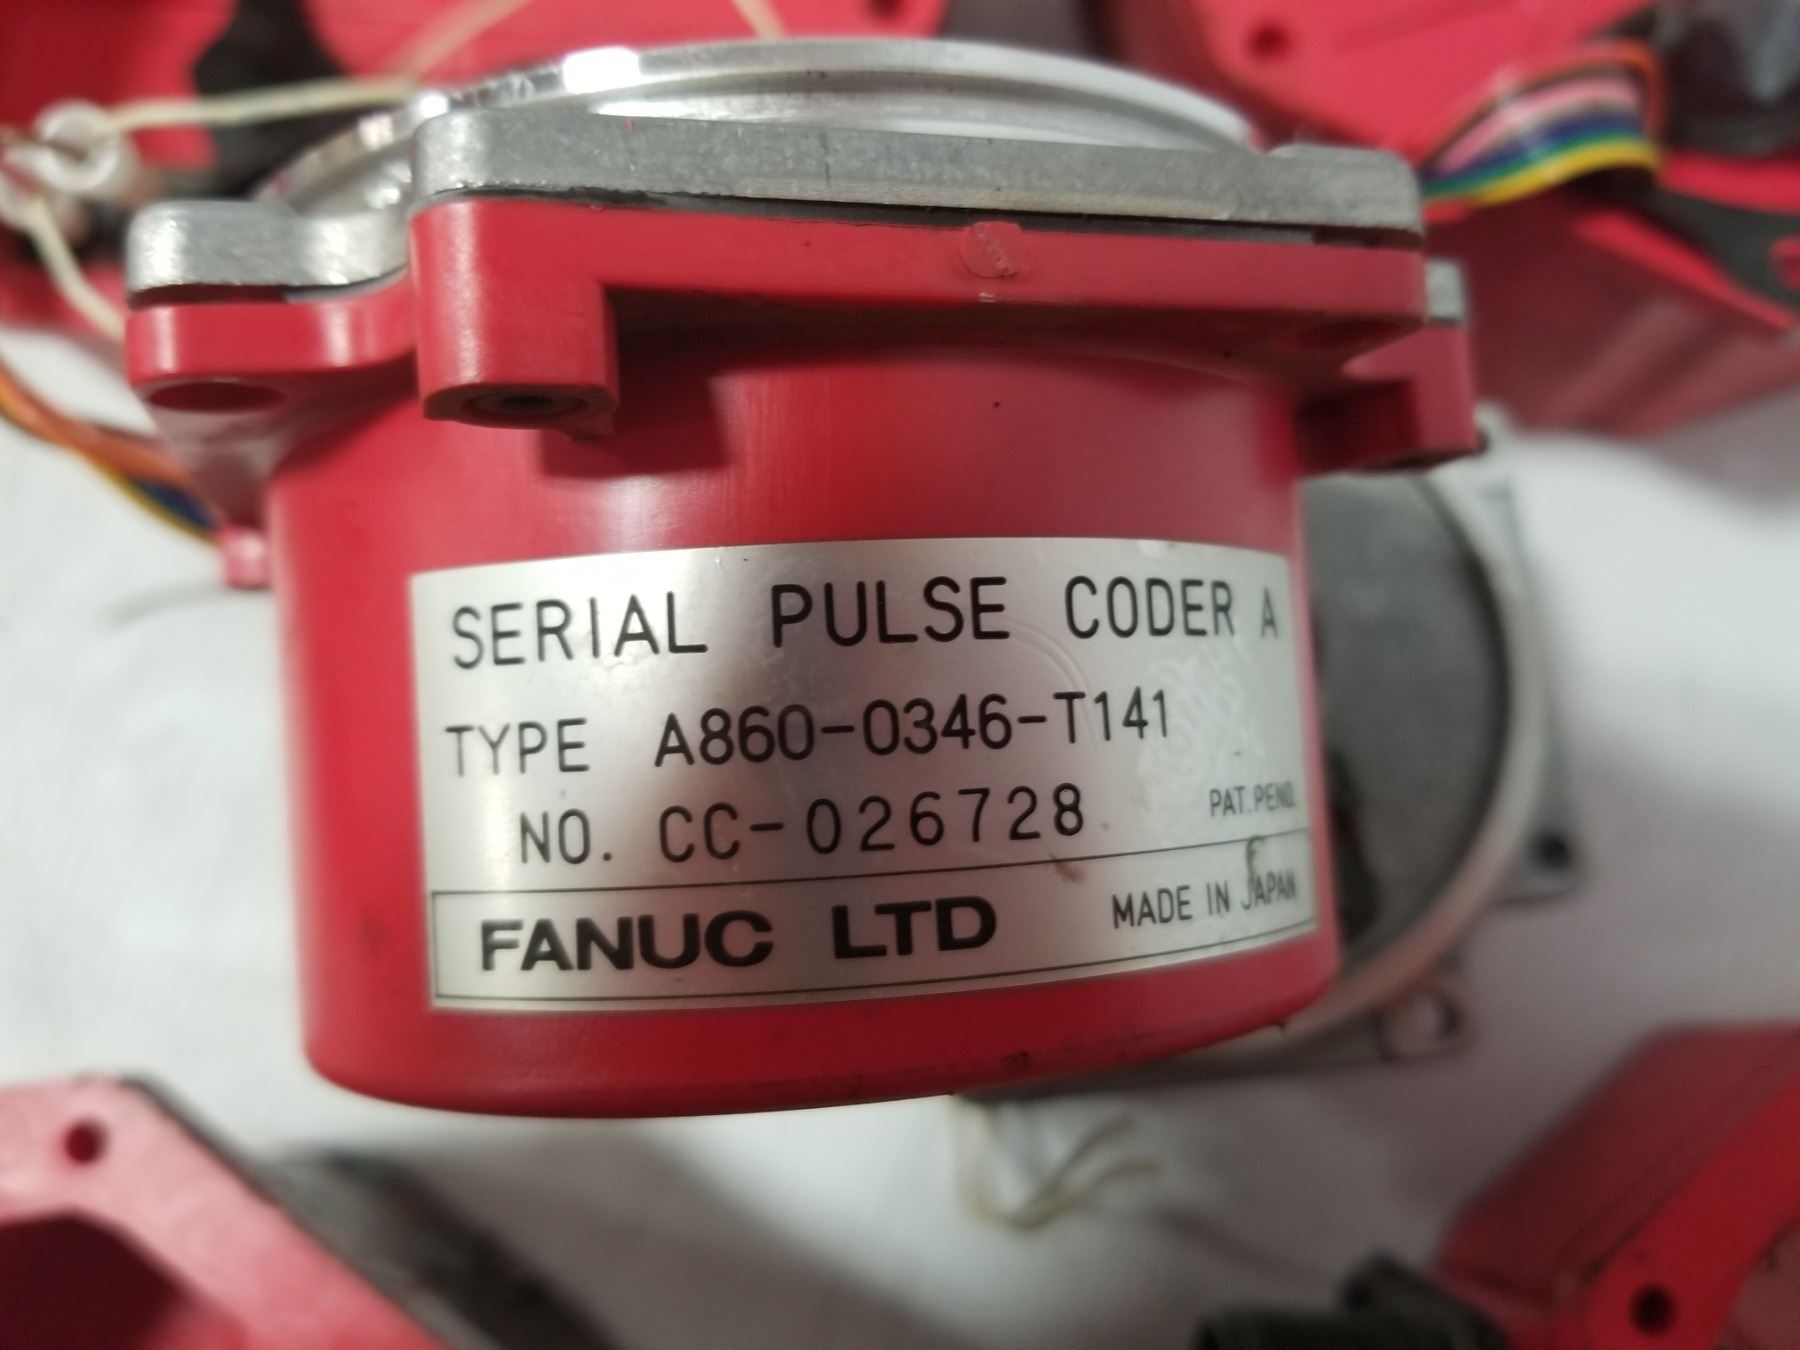 SERIAL PULSE CODER A
TYPE A860-0346-T141
NO. CC-026728 PAT.PEND.
FANUC LTD MADE IN JAPAN